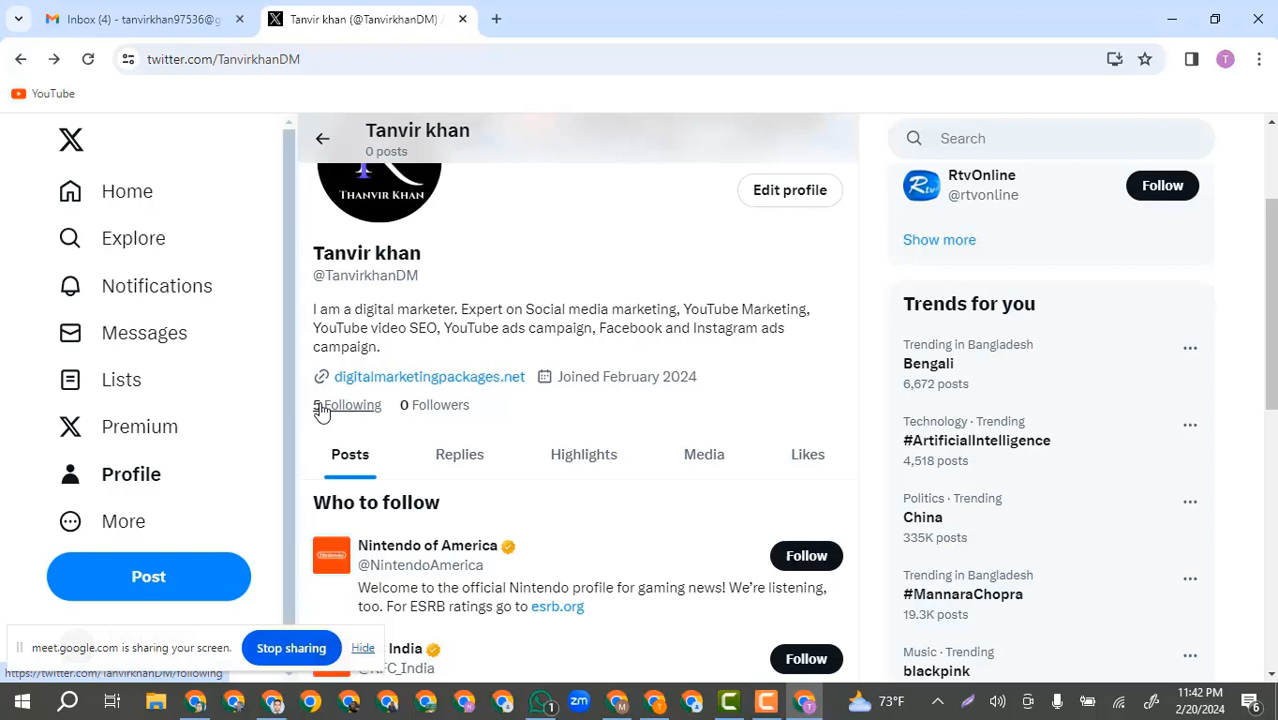 Inbox (4) - tanvirkhan97536@g
Tanvir khan (@TanvirkhanDM) /
twitter.com/TanvirkhanDM
YouTube
Tanvir khan
0 posts
THANVIR KHAN
Edit profile
Tanvir khan
@TanvirkhanDM
I am a digital marketer. Expert on Social media marketing, YouTube Marketing,
YouTube video SEO, YouTube ads campaign, Facebook and Instagram ads
campaign.
digitalmarketingpackages.net Joined February 2024
5 Following 0 Followers
Posts Replies Highlights Media Likes
Who to follow
Nintendo of America
@NintendoAmerica
Follow
Welcome to the official Nintendo profile for gaming news! We're listening,
too. For ESRB ratings go to esrb.org
India
@KFC_India
Follow
Home
Explore
Notifications
Messages
Lists
Premium
Profile
More
Post
Search
RtvOnline
@rtvonline
Follow
Rtv
Show more
Trends for you
Trending in Bangladesh
Bengali
6,672 posts
Technology · Trending
#ArtificialIntelligence
4,518 posts
Politics · Trending
China
335K posts
Trending in Bangladesh
#MannaraChopra
19.3K posts
Music · Trending
blackpink
meet.google.com is sharing your screen.
Stop sharing
Hide
https://twitter.com/TanvirkhanDM/following
73°F
11:42 PM
2/20/2024